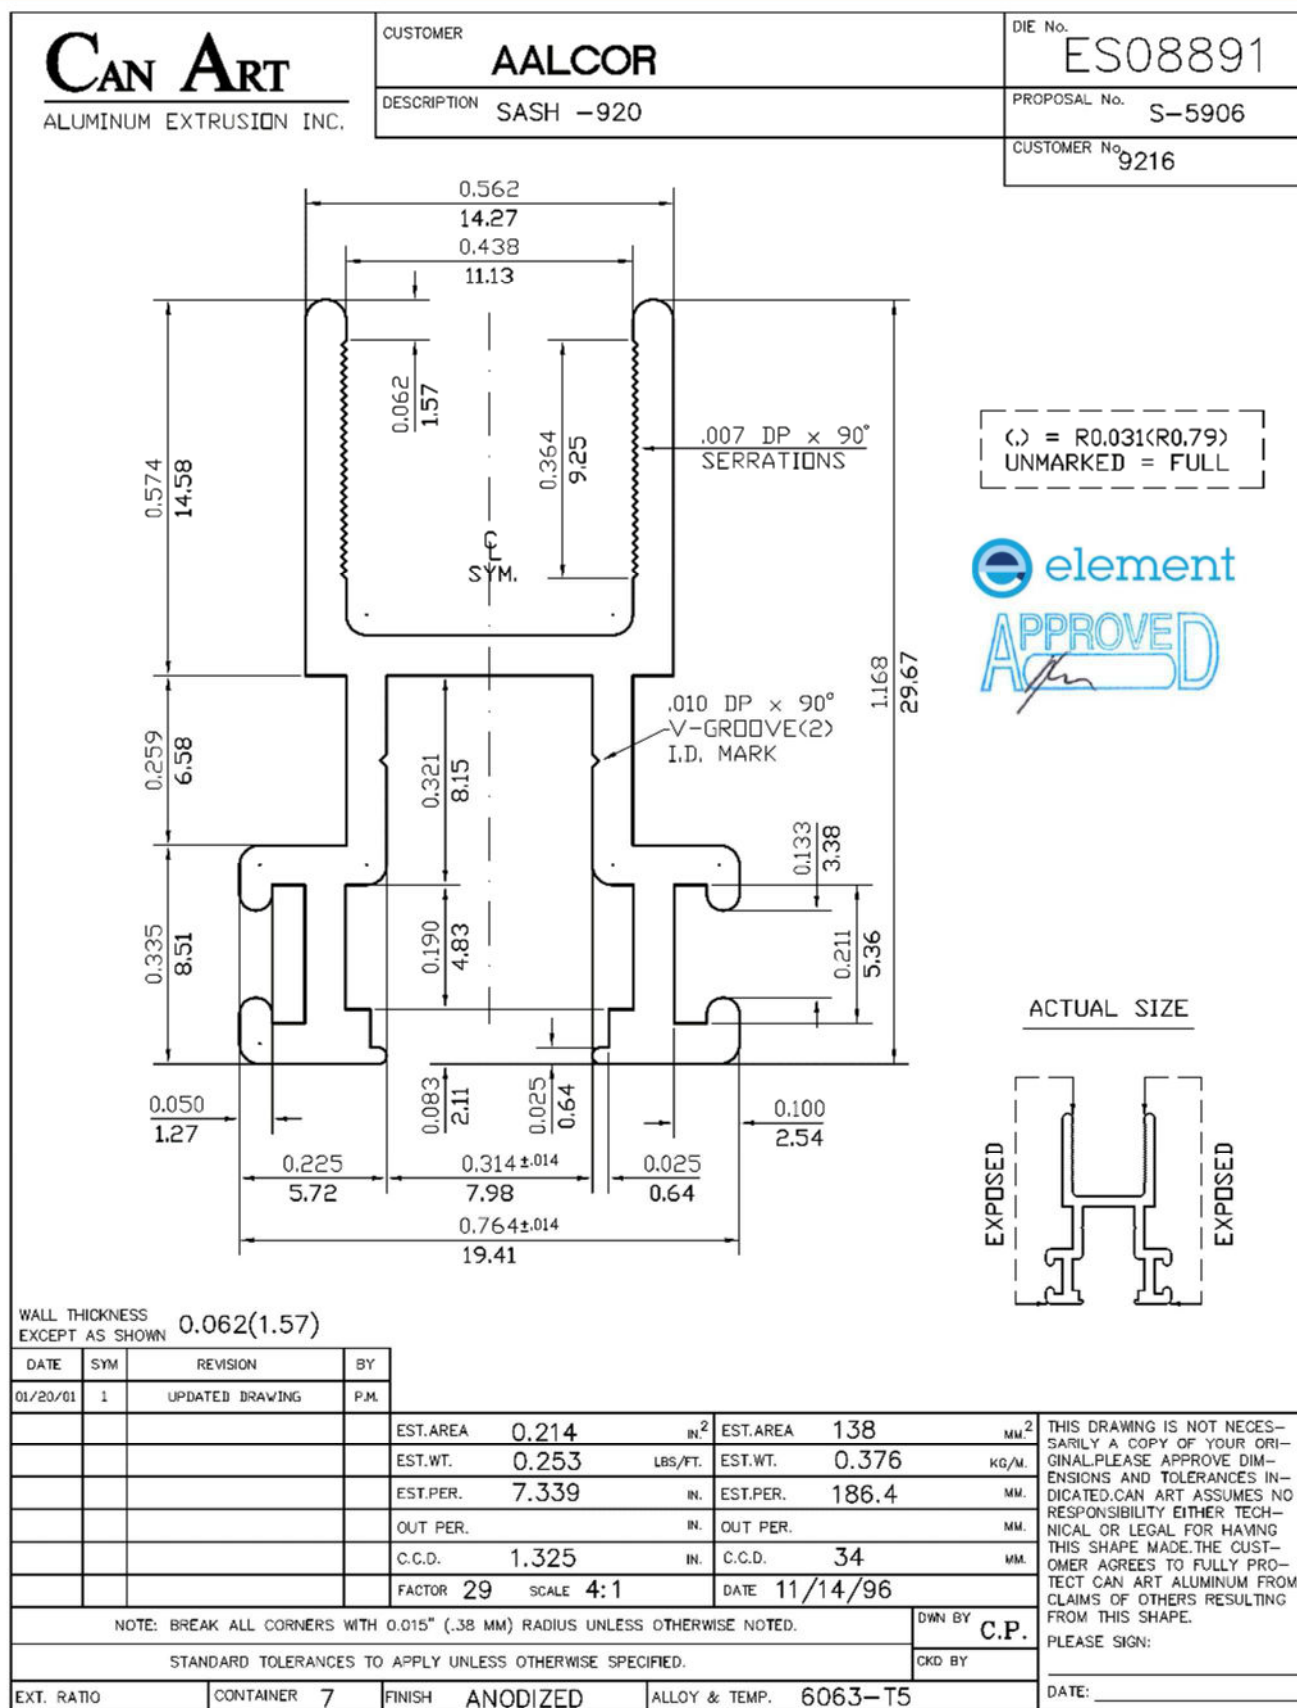 CAN ART
ALUMINUM EXTRUSION INC.
CUSTOMER
AALCOR
DESCRIPTION SASH -920
DIE No.
ES08891
PROPOSAL No. S-5906
CUSTOMER No. 9216
0.562
14.27
0.438
11.13
0.062
1.57
0.364
9.25
.007 DP x 90°
SERRATIONS
0.574
14.58
CL
SYM.
(.) = R0.031(R0.79)
UNMARKED = FULL
element
APPROVED
1.168
29.67
.010 DP x 90°
V-GROOVE(2)
I.D. MARK
0.259
6.58
0.321
8.15
0.133
3.38
0.335
8.51
0.190
4.83
0.211
5.36
ACTUAL SIZE
EXPOSED
EXPOSED
0.050
1.27
0.083
2.11
0.025
0.64
0.100
2.54
0.225
5.72
0.314±.014
7.98
0.025
0.64
0.764±.014
19.41
WALL THICKNESS
EXCEPT AS SHOWN 0.062(1.57)
DATE SYM REVISION BY
01/20/01 1 UPDATED DRAWING P.M.
EST.AREA 0.214 IN.² EST.AREA 138 MM.²
EST.WT. 0.253 LBS/FT. EST.WT. 0.376 KG/M.
EST.PER. 7.339 IN. EST.PER. 186.4 MM.
OUT PER. IN. OUT PER. MM.
C.C.D. 1.325 IN. C.C.D. 34 MM.
FACTOR 29 SCALE 4:1 DATE 11/14/96
THIS DRAWING IS NOT NECES-
SARILY A COPY OF YOUR ORI-
GINAL.PLEASE APPROVE DIM-
ENSIONS AND TOLERANCES IN-
DICATED.CAN ART ASSUMES NO
RESPONSIBILITY EITHER TECH-
NICAL OR LEGAL FOR HAVING
THIS SHAPE MADE.THE CUST-
OMER AGREES TO FULLY PRO-
TECT CAN ART ALUMINUM FROM
CLAIMS OF OTHERS RESULTING
FROM THIS SHAPE.
PLEASE SIGN:
DATE:
NOTE: BREAK ALL CORNERS WITH 0.015" (.38 MM) RADIUS UNLESS OTHERWISE NOTED.
DWN BY C.P.
STANDARD TOLERANCES TO APPLY UNLESS OTHERWISE SPECIFIED.
CKD BY
EXT. RATIO CONTAINER 7 FINISH ANODIZED ALLOY & TEMP. 6063-T5